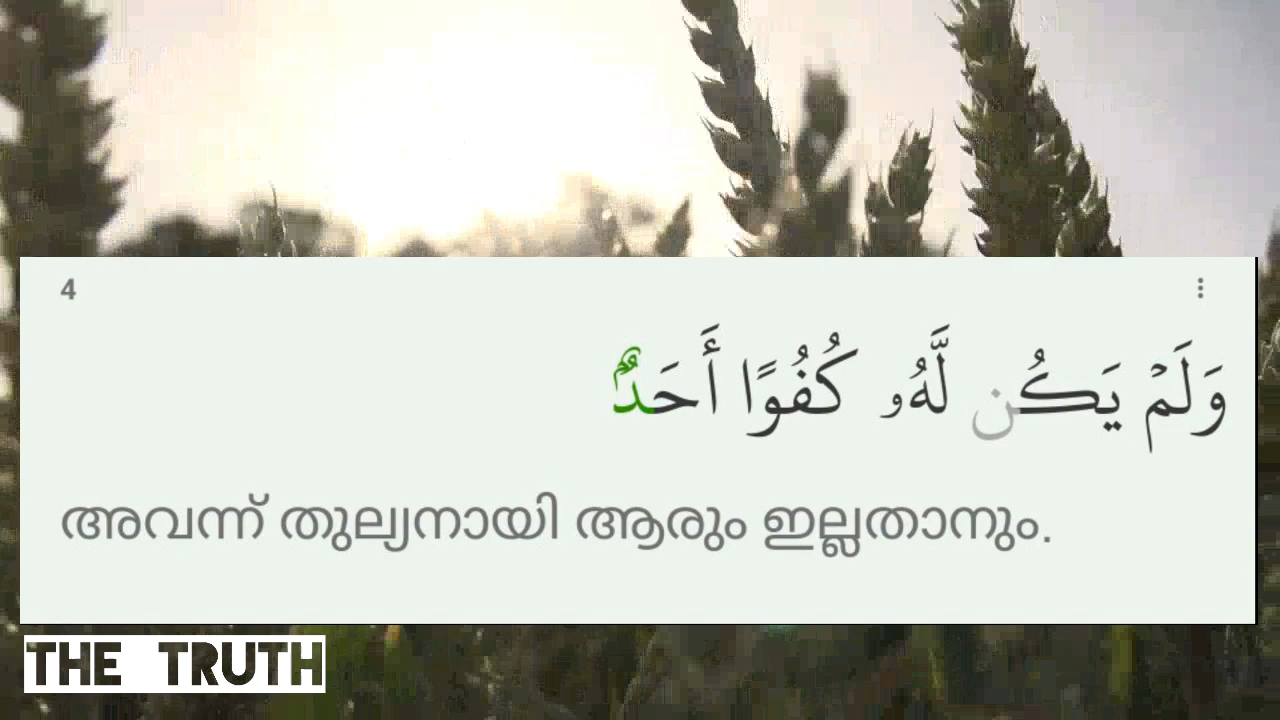 4
وَلَمۡ يَكُن لَّهُۥ كُفُوًا أَحَدُۢ
അവന്ന് തുല്യനായി ആരും ഇല്ലതാനും.
THE TRUTH